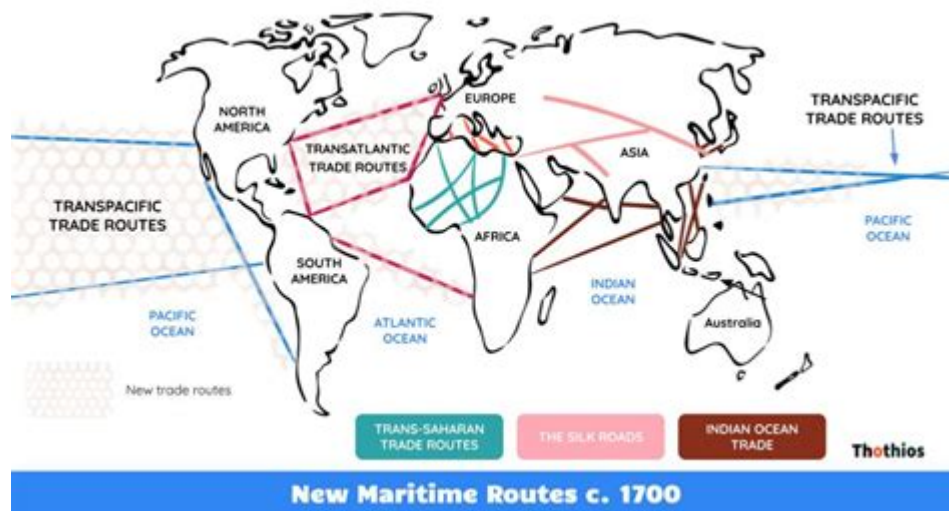 NORTH
AMERICA
EUROPE
TRANSPACIFIC
TRADE ROUTES
TRANSATLANTIC
TRADE ROUTES
ASIA
TRANSPACIFIC
TRADE ROUTES
AFRICA
PACIFIC
OCEAN
SOUTH
AMERICA
INDIAN
OCEAN
PACIFIC
OCEAN
ATLANTIC
OCEAN
Australia
New trade routes
TRANS-SAHARAN
TRADE ROUTES
THE SILK ROADS
INDIAN OCEAN
TRADE
Thothios
New Maritime Routes c. 1700